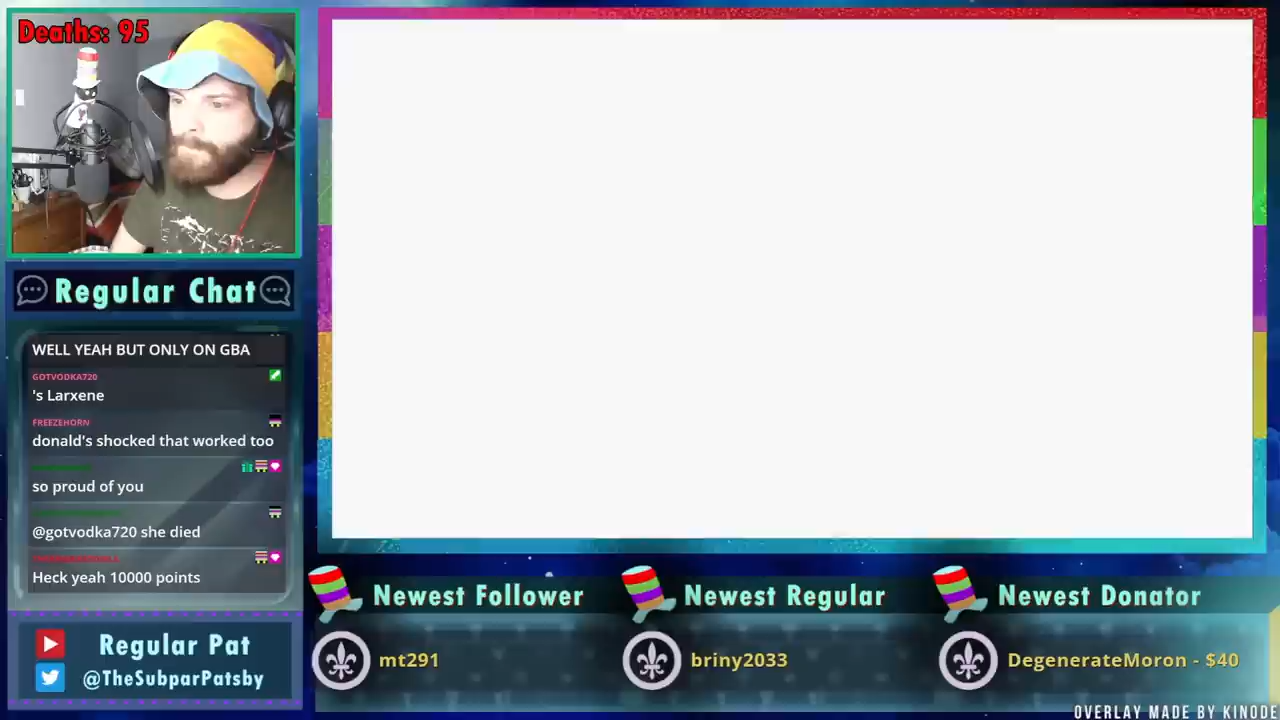 Deaths: 95
Regular Chat
WELL YEAH BUT ONLY ON GBA
GOTVODKA720
's Larxene
FREEZEHORN
donald's shocked that worked too
so proud of you
@gotvodka720 she died
Heck yeah 10000 points
Regular Pat
@TheSubparPatsby
Newest Follower
mt291
Newest Regular
briny2033
Newest Donator
DegenerateMoron - $40
OVERLAY MADE BY KINODE